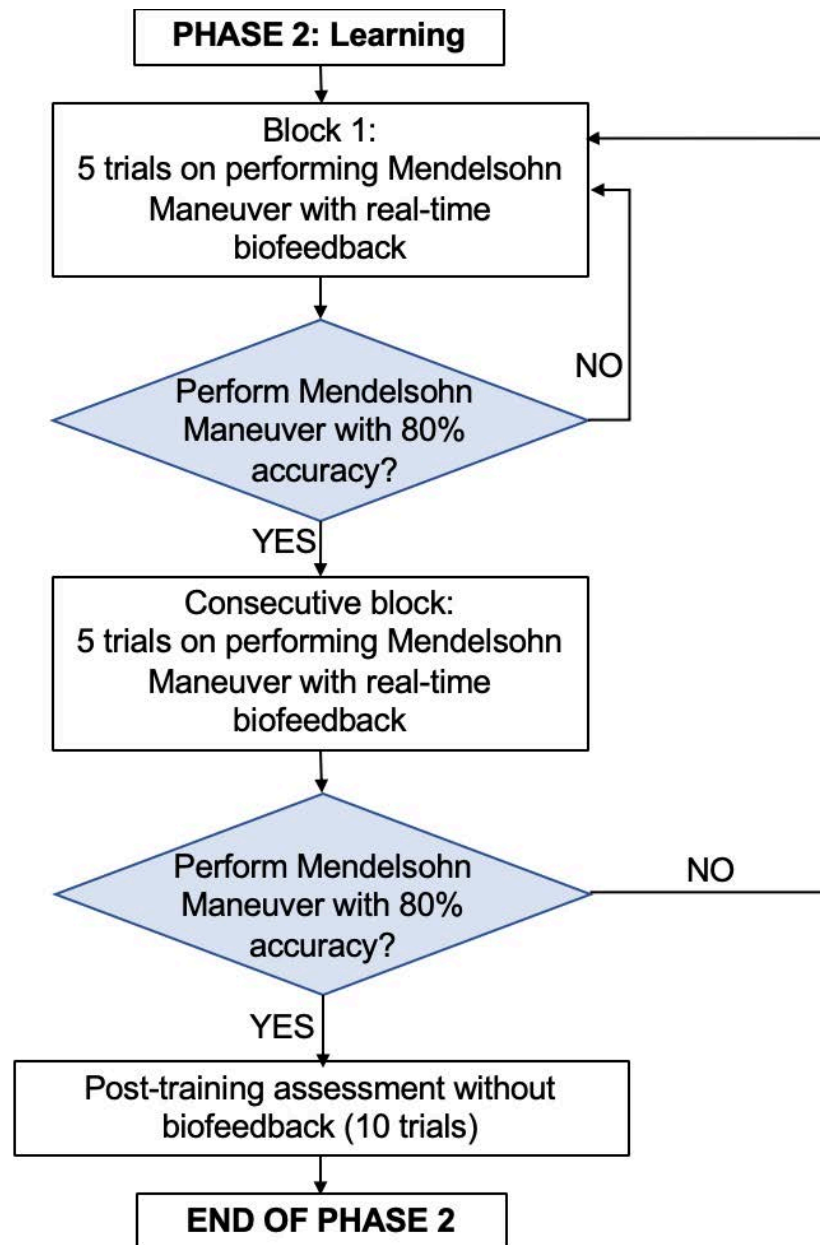 PHASE 2: Learning
Block 1:
5 trials on performing Mendelsohn
Maneuver with real-time
biofeedback
NO
Perform Mendelsohn
Maneuver with 80%
accuracy?
YES
Consecutive block:
5 trials on performing Mendelsohn
Maneuver with real-time
biofeedback
Perform Mendelsohn
Maneuver with 80%
accuracy?
NO
YES
Post-training assessment without
biofeedback (10 trials)
END OF PHASE 2